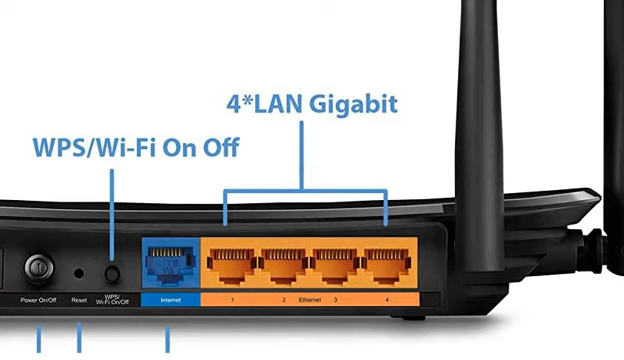 4*LAN Gigabit
WPS/Wi-Fi On Off
Power On/Off
Reset
WPS/
Wi-Fi On/Off
Internet
1
2
Ethernet
3
4